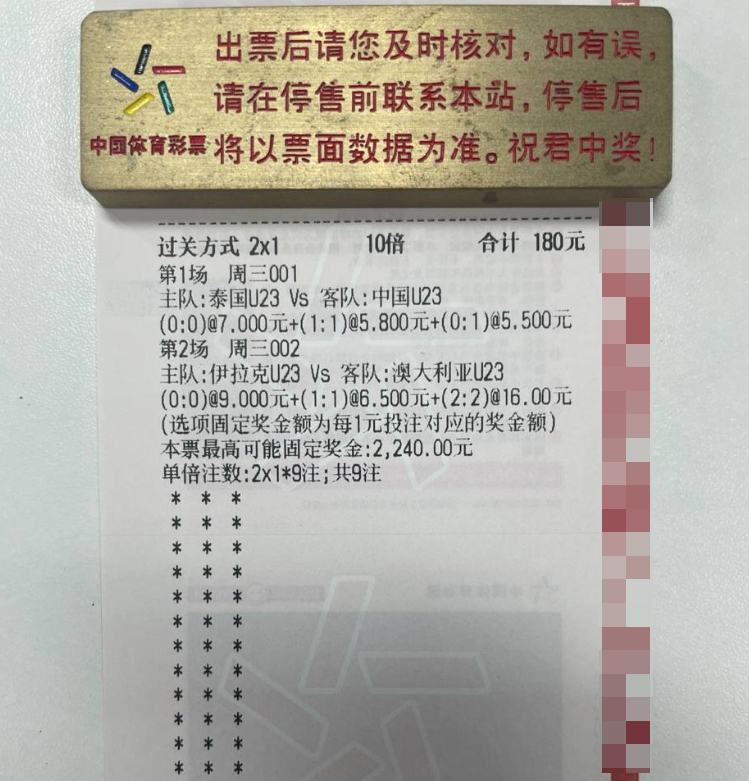 出票后请您及时核对，如有误，
请在停售前联系本站，停售后
中国体育彩票 将以票面数据为准。祝君中奖！
过关方式 2x1 10倍 合计 180元
第1场 周三001
主队:泰国U23 Vs 客队:中国U23
(0:0)@7.000元+(1:1)@5.800元+(0:1)@5.500元
第2场 周三002
主队:伊拉克U23 Vs 客队:澳大利亚U23
(0:0)@9.000元+(1:1)@6.500元+(2:2)@16.00元
(选项固定奖金额为每1元投注对应的奖金额)
本票最高可能固定奖金:2,240.00元
单倍注数:2x1*9注;共9注
* * *
* * *
* * *
* * *
* * *
* * *
* * *
* * *
* * *
* * *
* * *
* * *